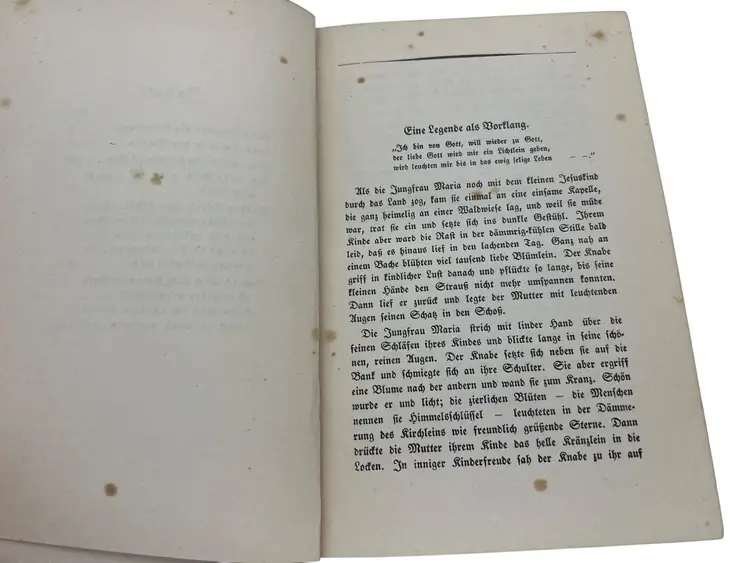 Eine Legende als Vorklang.
„Ich bin von Gott, will wieder zu Gott,
der liebe Gott wird mir ein Lichtlein geben,
wird leuchten mir bis in das ewig selige Leben — —.“
Als die Jungfrau Maria noch mit dem kleinen Jesuskind
durch das Land zog, kam sie einmal an eine einsame Kapelle,
die ganz heimelig an einer Waldwiese lag, und weil sie müde
war, trat sie ein und setzte sich ins dunkle Gestühl. Ihrem
Kinde aber ward die Rast in der dämmrig-kühlen Stille bald
leid, daß es hinaus lief in den lachenden Tag. Ganz nah an
einem Bache blühten viel tausend liebe Blümlein. Der Knabe
griff in kindlicher Lust danach und pflückte so lange, bis seine
kleinen Hände den Strauß nicht mehr umspannen konnten.
Dann lief er zurück und legte der Mutter mit leuchtenden
Augen seinen Schatz in den Schoß.
Die Jungfrau Maria strich mit linder Hand über die
feinen Schläfen ihres Kindes und blickte lange in seine schö-
nen, reinen Augen. Der Knabe setzte sich neben sie auf die
Bank und schmiegte sich an ihre Schulter. Sie aber ergriff
eine Blume nach der andern und wand sie zum Kranz. Schön
wurde er und licht; die zierlichen Blüten — die Menschen
nennen sie Himmelsschlüssel — leuchteten in der Dämme-
rung des Kirchleins wie freundlich grüßende Sterne. Dann
drückte die Mutter ihrem Kinde das helle Kränzlein in die
Locken. In inniger Kinderfreude sah der Knabe zu ihr auf